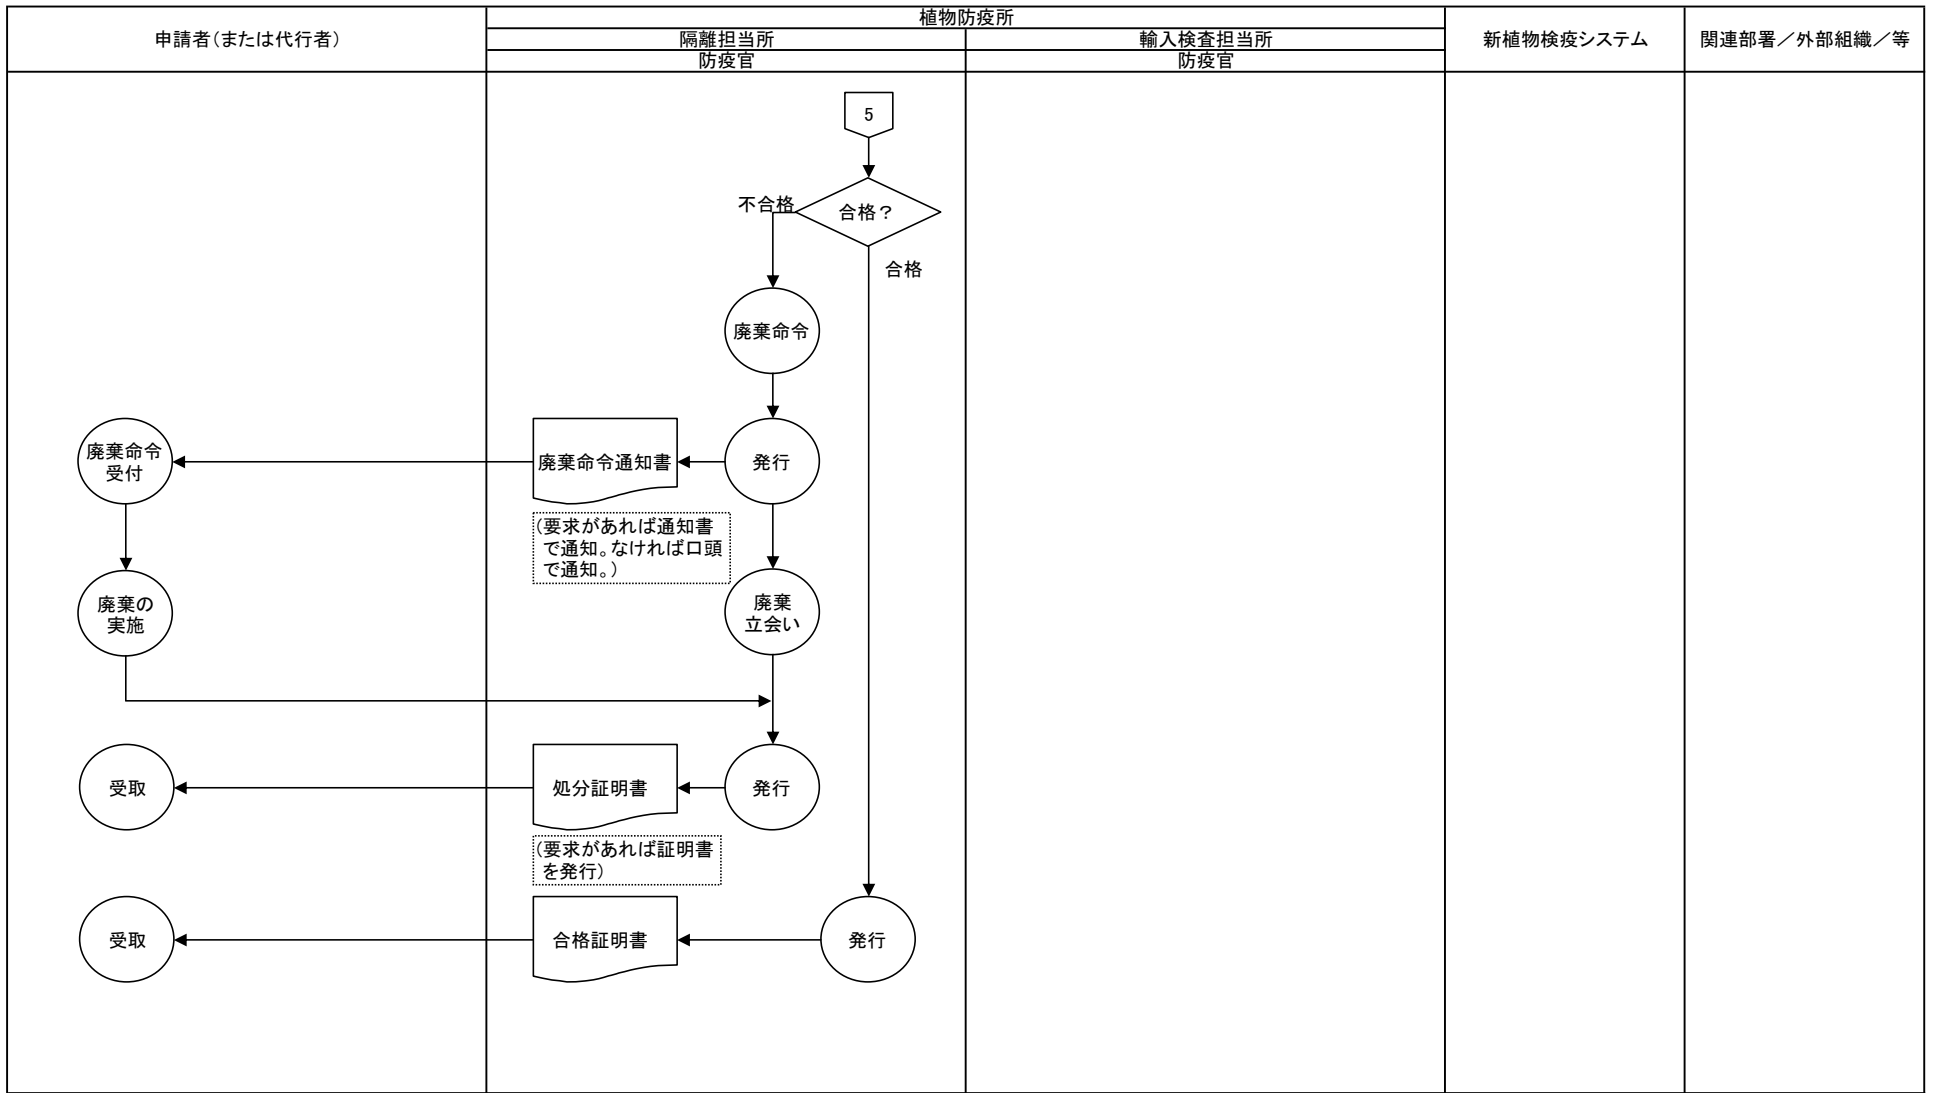 植物防疫所
申請者(または代行者)
隔離担当所
輸入検査担当所
新植物検疫システム
関連部署/外部組織/等
防疫官
防疫官
5
不合格
合格?
合格
廃棄命令
廃棄命令
受付
廃棄命令通知書
発行
(要求があれば通知書
で通知。なければ口頭
で通知。)
廃棄の
実施
廃棄
立会い
受取
処分証明書
発行
(要求があれば証明書
を発行)
受取
合格証明書
発行